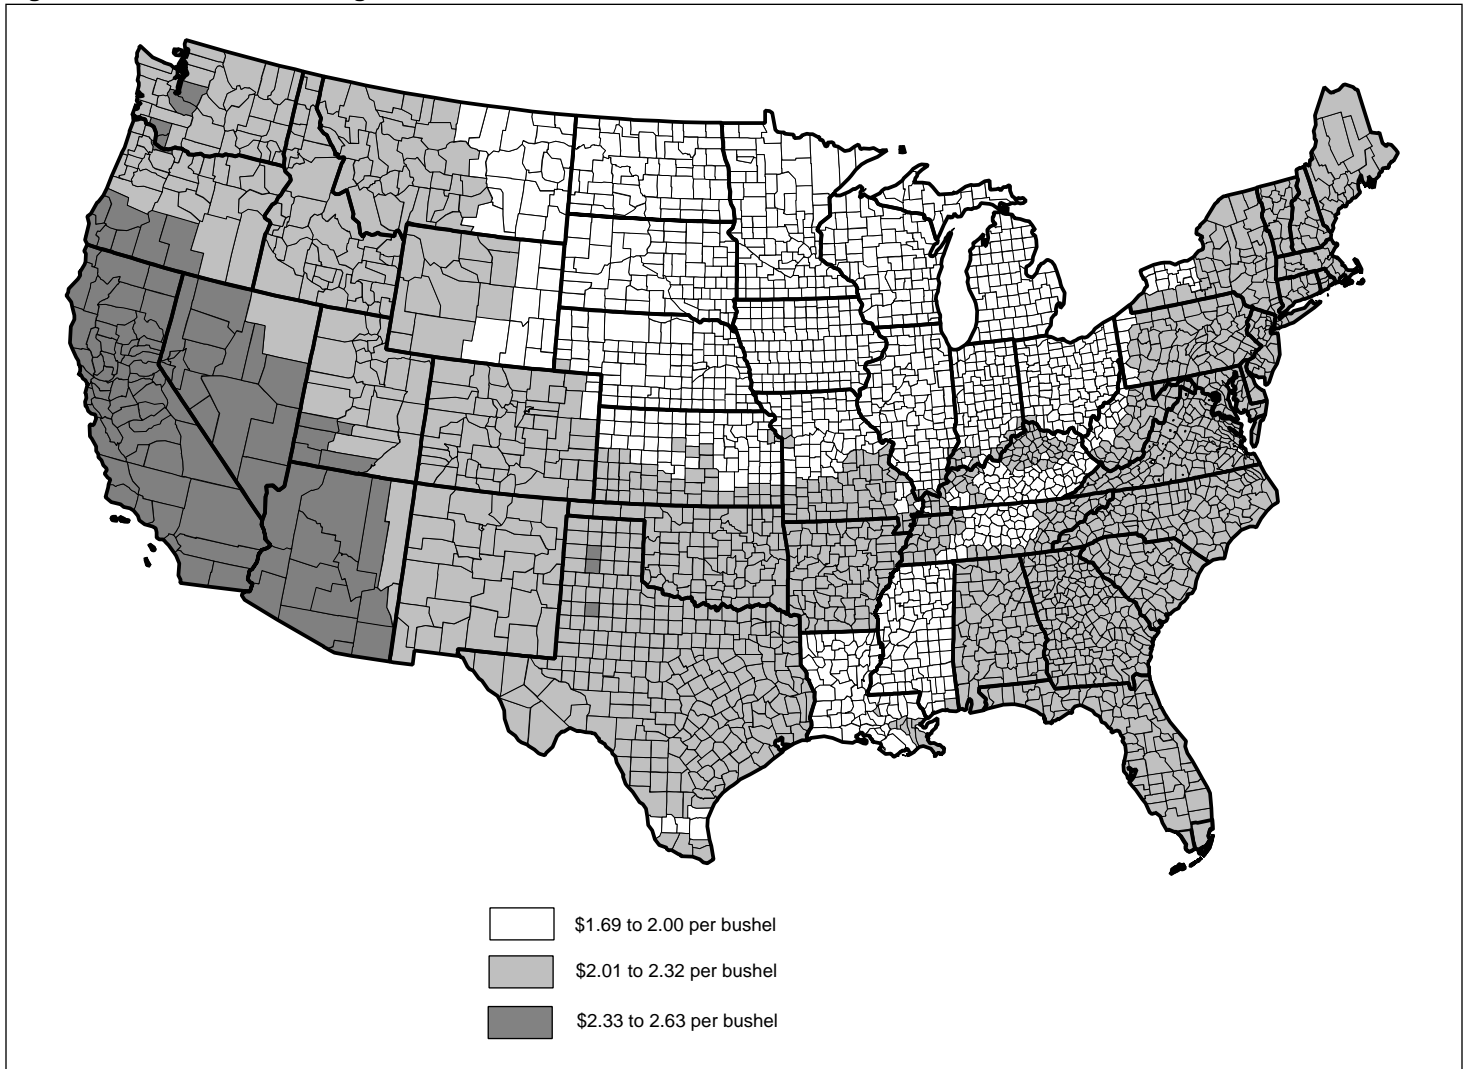 $1.69 to 2.00 per bushel
$2.01 to 2.32 per bushel
$2.33 to 2.63 per bushel